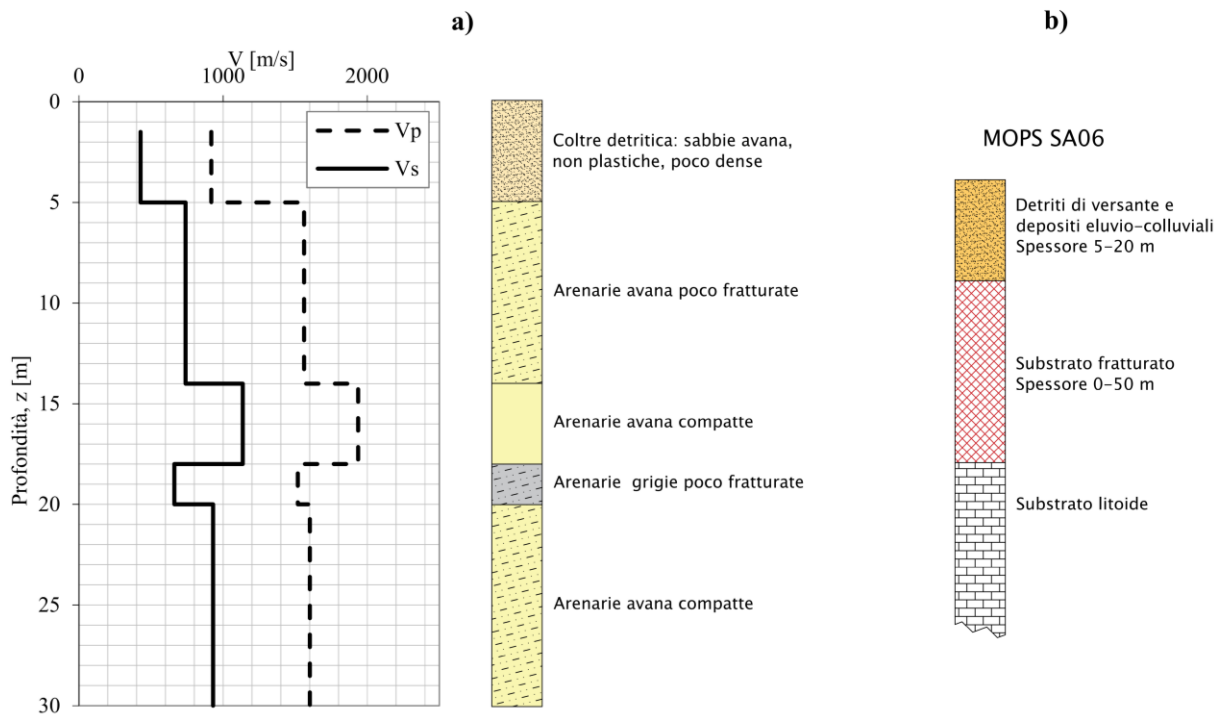 a)
b)
V [m/s]
0
1000
2000
0
5
10
15
20
25
30
Profondità, z [m]
Vp
Vs
Coltre detritica: sabbie avana,
non plastiche, poco dense
Arenarie avana poco fratturate
Arenarie avana compatte
Arenarie grigie poco fratturate
Arenarie avana compatte
MOPS SA06
Detriti di versante e
depositi eluvio-colluviali
Spessore 5-20 m
Substrato fratturato
Spessore 0-50 m
Substrato litoide